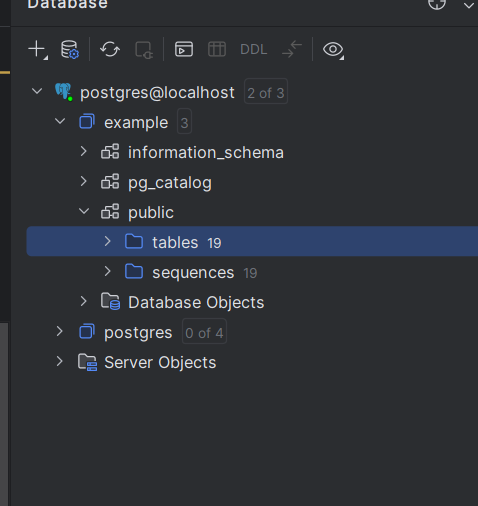 Database
DDL
postgres@localhost 2 of 3
example 3
information_schema
pg_catalog
public
tables 19
sequences 19
Database Objects
postgres 0 of 4
Server Objects